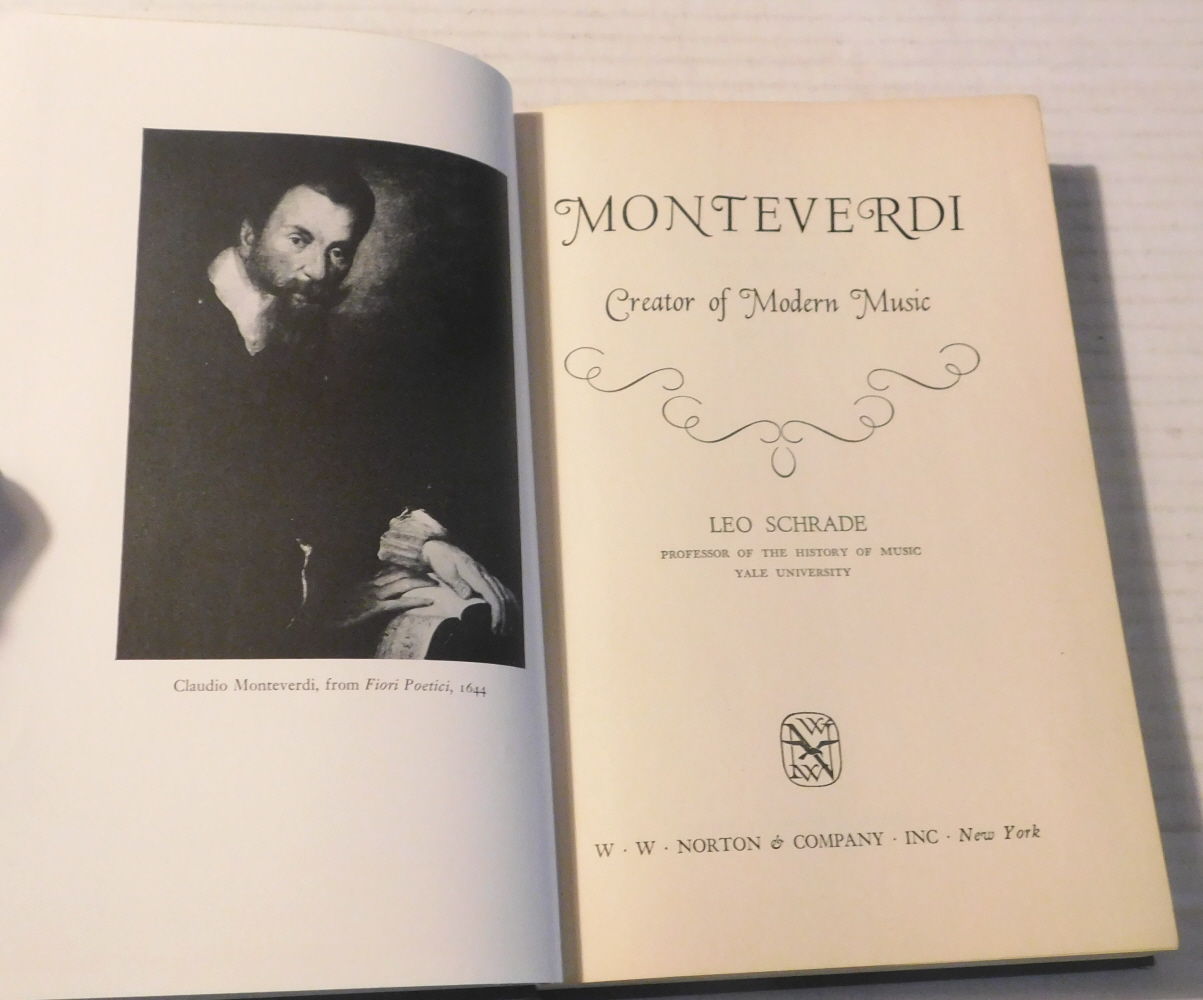 Claudio Monteverdi, from Fiori Poetici, 1644
MONTEVERDI
Creator of Modern Music
LEO SCHRADE
PROFESSOR OF THE HISTORY OF MUSIC
YALE UNIVERSITY
W · W · NORTON & COMPANY · INC · New York